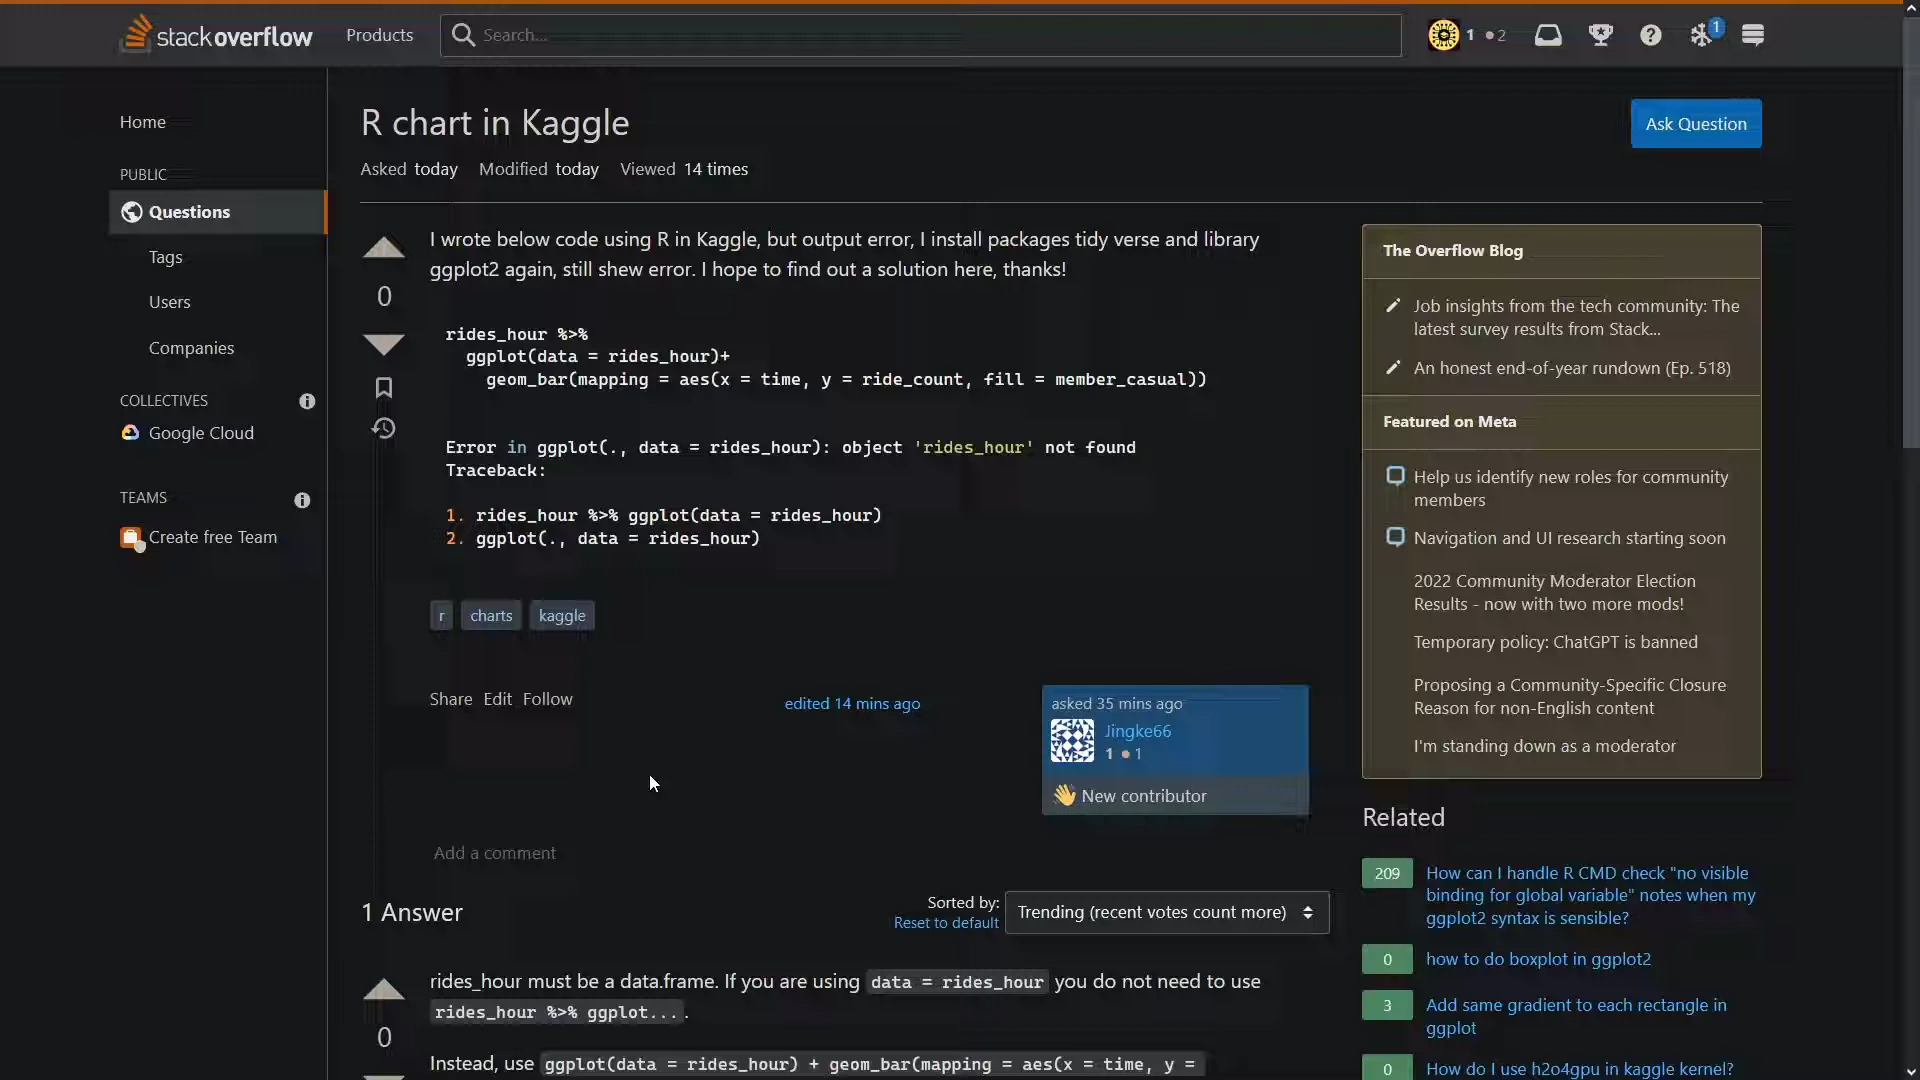 stackoverflow
Products
Search...
1 2
1
Home
PUBLIC
Questions
Tags
Users
Companies
COLLECTIVES
Google Cloud
TEAMS
Create free Team
R chart in Kaggle
Ask Question
Asked today Modified today Viewed 14 times
I wrote below code using R in Kaggle, but output error, I install packages tidy verse and library
ggplot2 again, still shew error. I hope to find out a solution here, thanks!
0
rides_hour %>%
ggplot(data = rides_hour)+
geom_bar(mapping = aes(x = time, y = ride_count, fill = member_casual))
Error in ggplot(., data = rides_hour): object 'rides_hour' not found
Traceback:
1. rides_hour %>% ggplot(data = rides_hour)
2. ggplot(., data = rides_hour)
r charts kaggle
Share Edit Follow
edited 14 mins ago
asked 35 mins ago
Jingke66
1 1
New contributor
Add a comment
1 Answer
Sorted by:
Reset to default
Trending (recent votes count more)
rides_hour must be a data.frame. If you are using data = rides_hour you do not need to use
rides_hour %>% ggplot... .
0
Instead, use ggplot(data = rides_hour) + geom_bar(mapping = aes(x = time, y =
The Overflow Blog
Job insights from the tech community: The
latest survey results from Stack...
An honest end-of-year rundown (Ep. 518)
Featured on Meta
Help us identify new roles for community
members
Navigation and UI research starting soon
2022 Community Moderator Election
Results - now with two more mods!
Temporary policy: ChatGPT is banned
Proposing a Community-Specific Closure
Reason for non-English content
I'm standing down as a moderator
Related
209 How can I handle R CMD check "no visible
binding for global variable" notes when my
ggplot2 syntax is sensible?
0 how to do boxplot in ggplot2
3 Add same gradient to each rectangle in
ggplot
0 How do I use h2o4gpu in kaggle kernel?